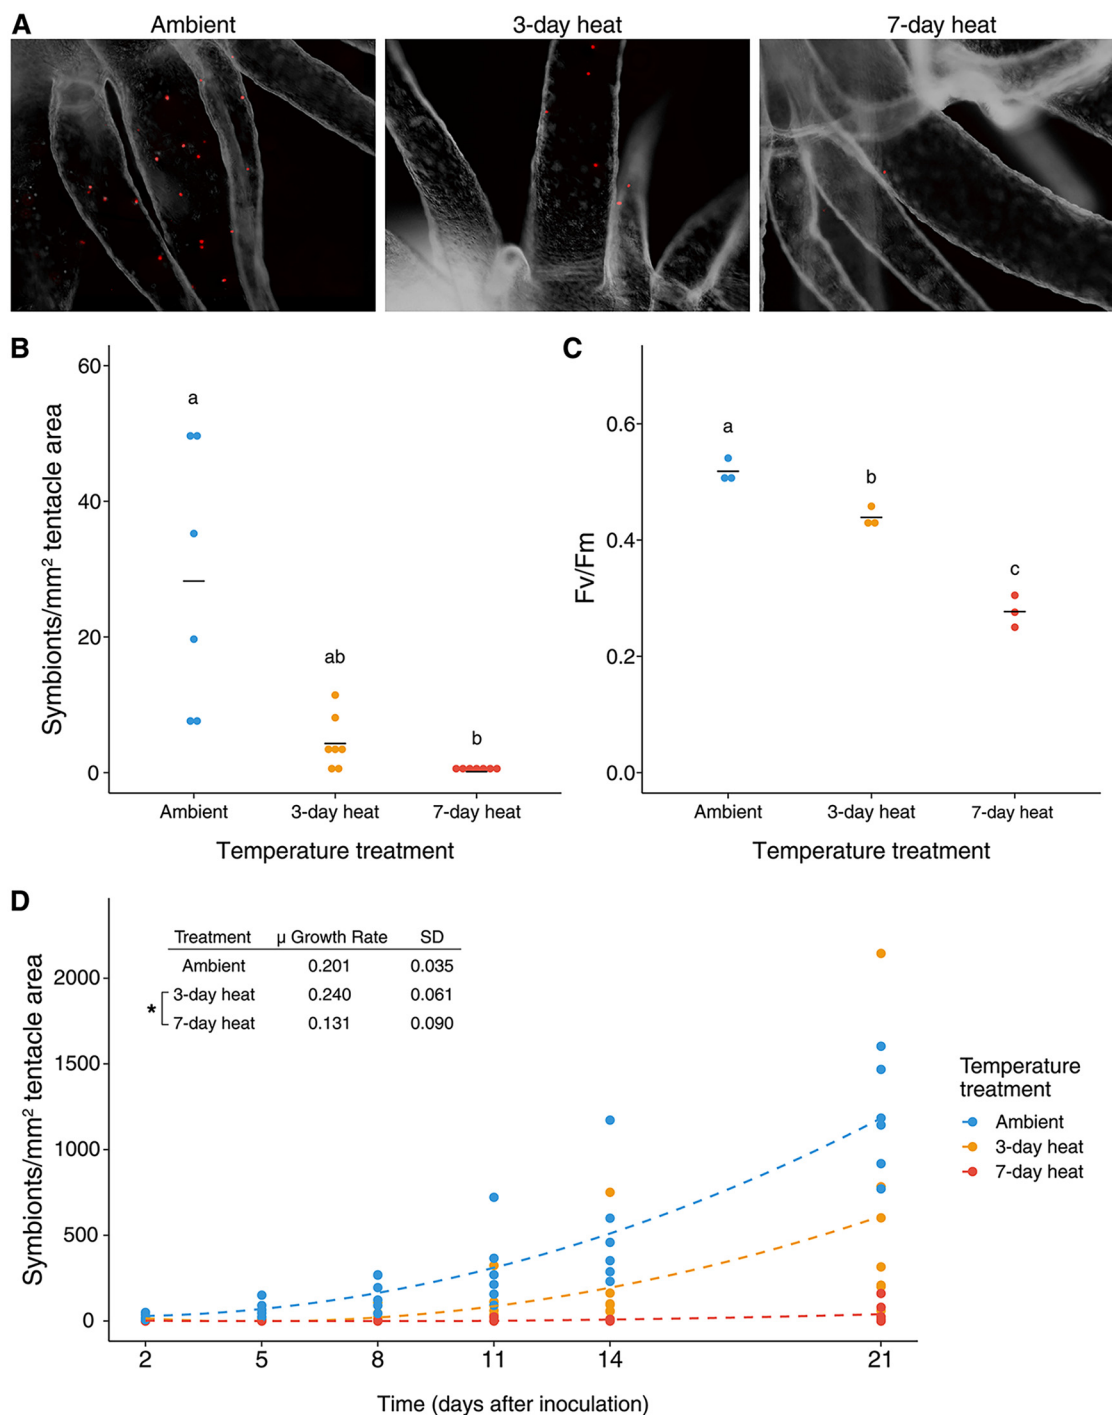 A
Ambient
3-day heat
7-day heat
B
Symbionts/mm² tentacle area
60
40
20
0
a
ab
b
Ambient
3-day heat
7-day heat
Temperature treatment
C
Fv/Fm
0.6
0.4
0.2
0.0
a
b
c
Ambient
3-day heat
7-day heat
Temperature treatment
D
Symbionts/mm² tentacle area
2000
1500
1000
500
0
Treatment μ Growth Rate SD
Ambient 0.201 0.035
3-day heat 0.240 0.061
*
7-day heat 0.131 0.090
2 5 8 11 14 21
Time (days after inoculation)
Temperature
treatment
Ambient
3-day heat
7-day heat